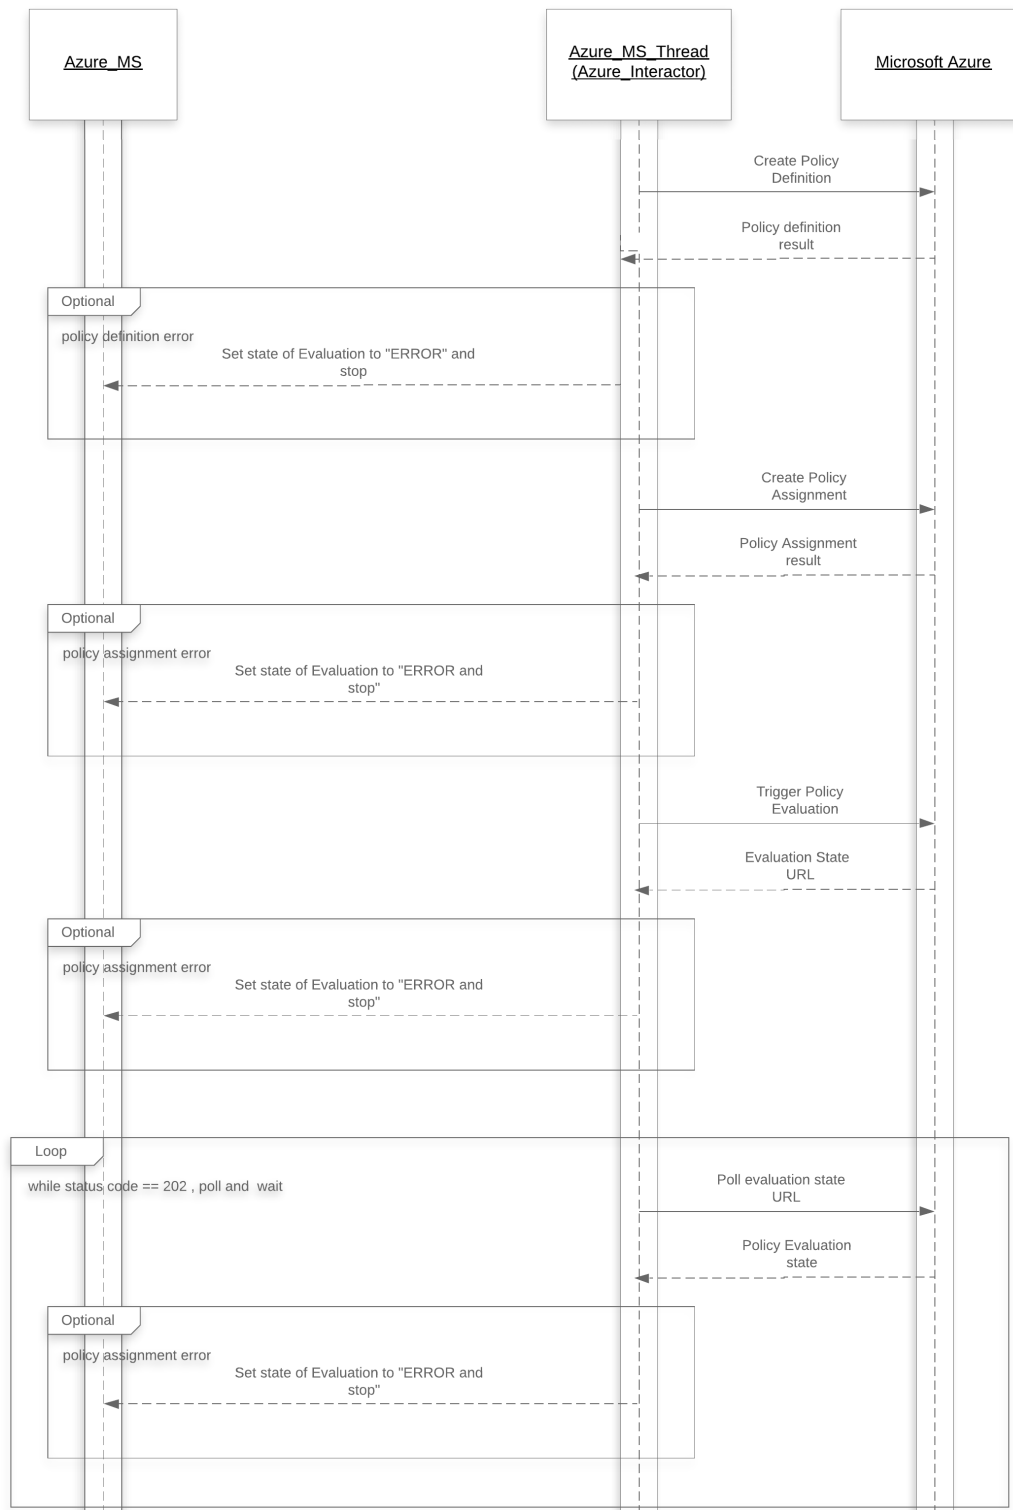 Azure_MS
Azure_MS_Thread
(Azure_Interactor)
Microsoft Azure
Create Policy
Definition
Policy definition
result
Optional
policy definition error
Set state of Evaluation to "ERROR" and
stop
Create Policy
Assignment
Policy Assignment
result
Optional
policy assignment error
Set state of Evaluation to "ERROR and
stop"
Trigger Policy
Evaluation
Evaluation State
URL
Optional
policy assignment error
Set state of Evaluation to "ERROR and
stop"
Loop
while status code == 202 , poll and  wait
Poll evaluation state
URL
Policy Evaluation
state
Optional
policy assignment error
Set state of Evaluation to "ERROR and
stop"